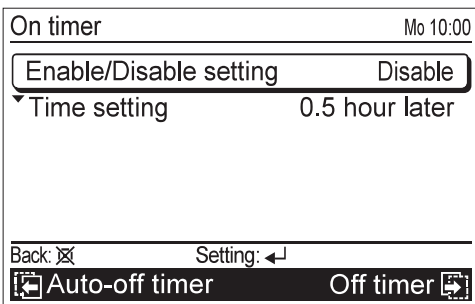 On timer Mo 10:00
Enable/Disable setting Disable
Time setting 0.5 hour later
Back: Setting:
Auto-off timer Off timer